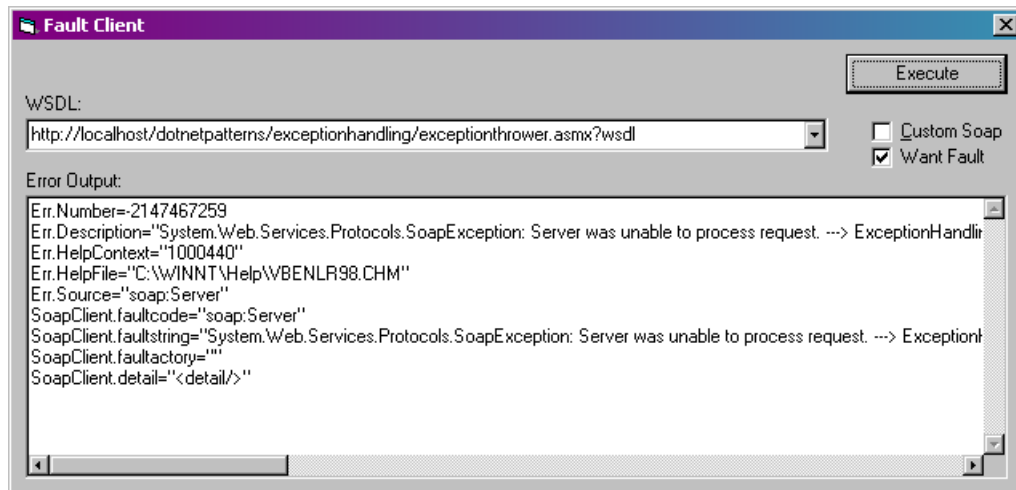 Fault Client
Execute
WSDL:
http://localhost/dotnetpatterns/exceptionhandling/exceptionthrower.asmx?wsdl
Custom Soap
Want Fault
Error Output:
Err.Number=-2147467259
Err.Description="System.Web.Services.Protocols.SoapException: Server was unable to process request. ---> ExceptionHandlin
Err.HelpContext="1000440"
Err.HelpFile="C:\WINNT\Help\VBENLR98.CHM"
Err.Source="soap:Server"
SoapClient.faultcode="soap:Server"
SoapClient.faultstring="System.Web.Services.Protocols.SoapException: Server was unable to process request. ---> ExceptionH
SoapClient.faultactory=""
SoapClient.detail="<detail/>"